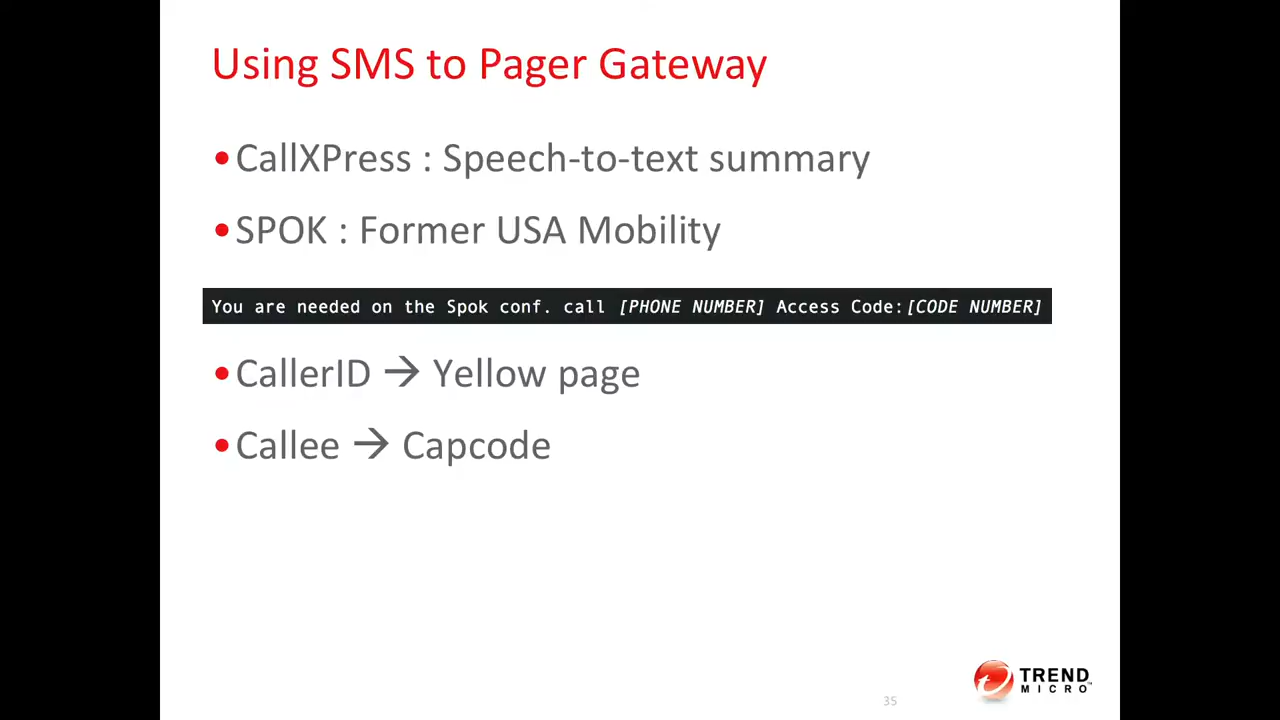 Using SMS to Pager Gateway
•CallXPress : Speech-to-text summary
•SPOK : Former USA Mobility
You are needed on the Spok conf. call [PHONE NUMBER] Access Code:[CODE NUMBER]
•CallerID → Yellow page
•Callee → Capcode
35
TREND
MICRO